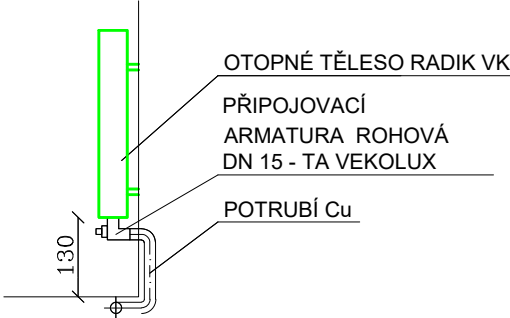 OTOPNÉ TĚLESO RADIK VK
PŘIPOJOVACÍ
ARMATURA ROHOVÁ
DN 15 - TA VEKOLUX
POTRUBÍ Cu
130